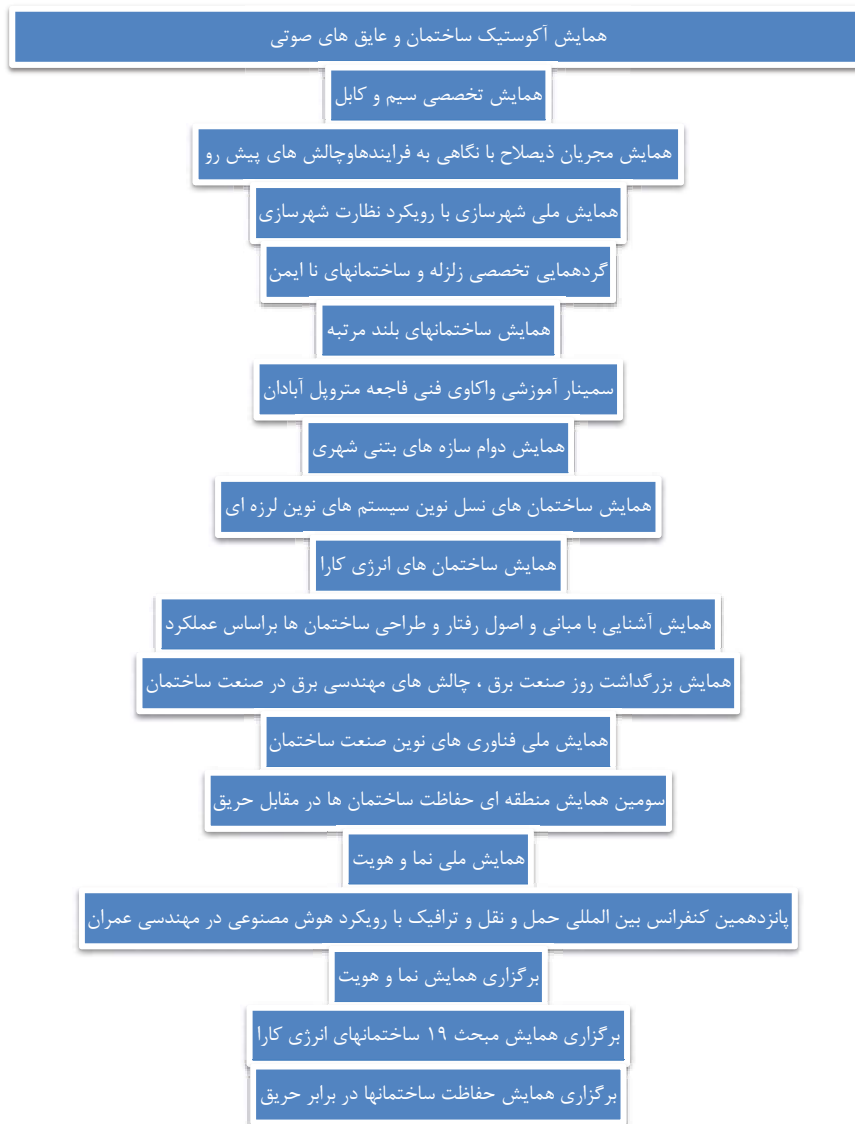 همایش آکوستیک ساختمان و عایق های صوتی
همایش تخصصی سیم و کابل
همایش مجریان ذیصلاح با نگاهی به فرایندهاوچالش های پیش رو
همایش ملی شهرسازی با رویکرد نظارت شهرسازی
گردهمایی تخصصی زلزله و ساختمانهای نا ایمن
همایش ساختمانهای بلند مرتبه
سمینار آموزشی واکاوی فنی فاجعه متروپل آبادان
همایش دوام سازه های بتنی شهری
همایش ساختمان های نسل نوین سیستم های نوین لرزه ای
همایش ساختمان های انرژی کارا
همایش آشنایی با مبانی و اصول رفتار و طراحی ساختمان ها براساس عملکرد
همایش بزرگداشت روز صنعت برق ، چالش های مهندسی برق در صنعت ساختمان
همایش ملی فناوری های نوین صنعت ساختمان
سومین همایش منطقه ای حفاظت ساختمان ها در مقابل حریق
همایش ملی نما و هویت
پانزدهمین کنفرانس بین المللی حمل و نقل و ترافیک با رویکرد هوش مصنوعی در مهندسی عمران
برگزاری همایش نما و هویت
برگزاری همایش مبحث ۱۹ ساختمانهای انرژی کارا
برگزاری همایش حفاظت ساختمانها در برابر حریق